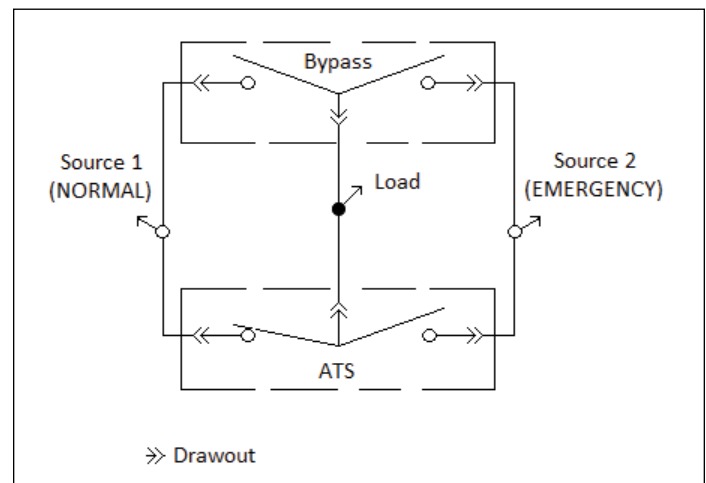 Bypass
Source 1
(NORMAL)
Load
Source 2
(EMERGENCY)
ATS
Drawout